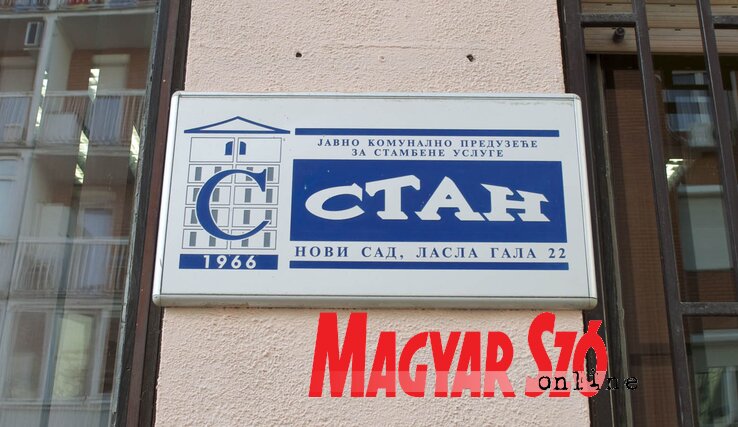 ЈАВНО КОМУНАЛНО ПРЕДУЗЕЋЕ
ЗА СТАМБЕНЕ УСЛУГЕ
С
СТАН
1966
НОВИ САД, ЛАСЛА ГАЛА 22
MAGYAR SZÓ
.online